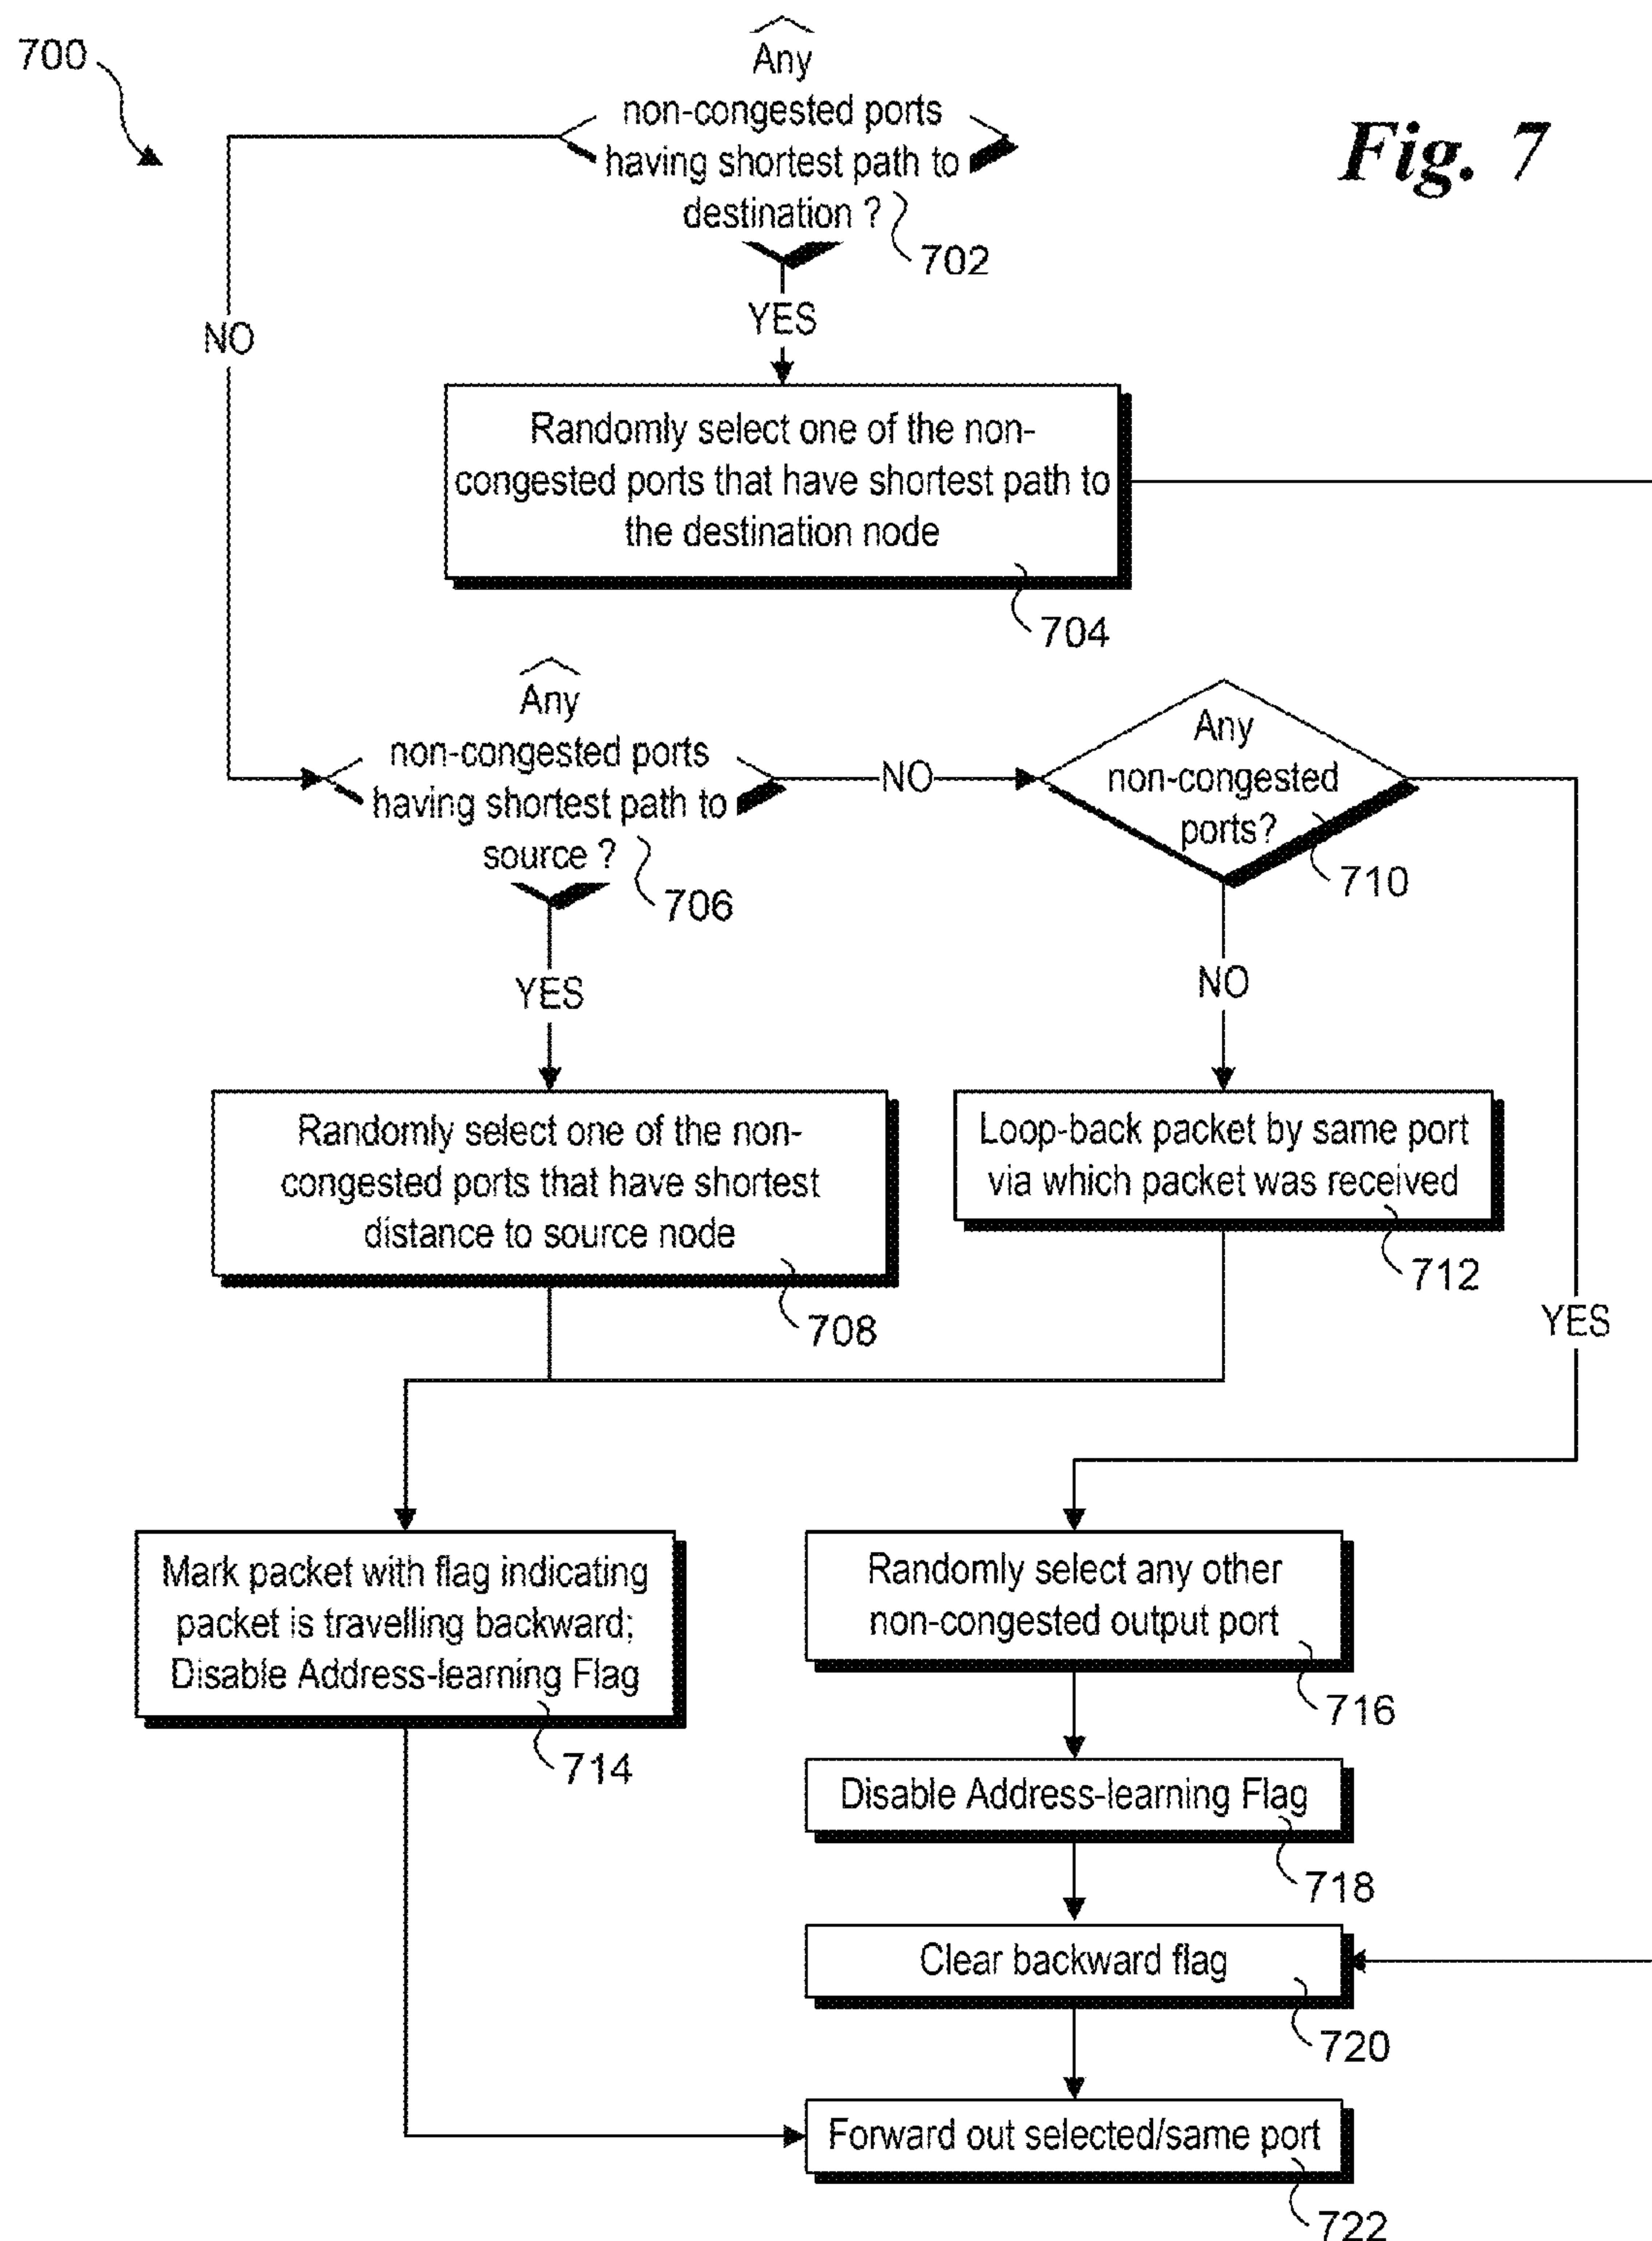 700
Fig. 7
Any
non-congested ports
having shortest path to
destination ?
702
YES
NO
Randomly select one of the non-
congested ports that have shortest path to
the destination node
704
Any
non-congested ports
having shortest path to
source ?
706
NO
Any
non-congested
ports?
710
YES
NO
Randomly select one of the non-
congested ports that have shortest
distance to source node
708
Loop-back packet by same port
via which packet was received
712
YES
Mark packet with flag indicating
packet is travelling backward;
Disable Address-learning Flag
714
Randomly select any other
non-congested output port
716
Disable Address-learning Flag
718
Clear backward flag
720
Forward out selected/same port
722